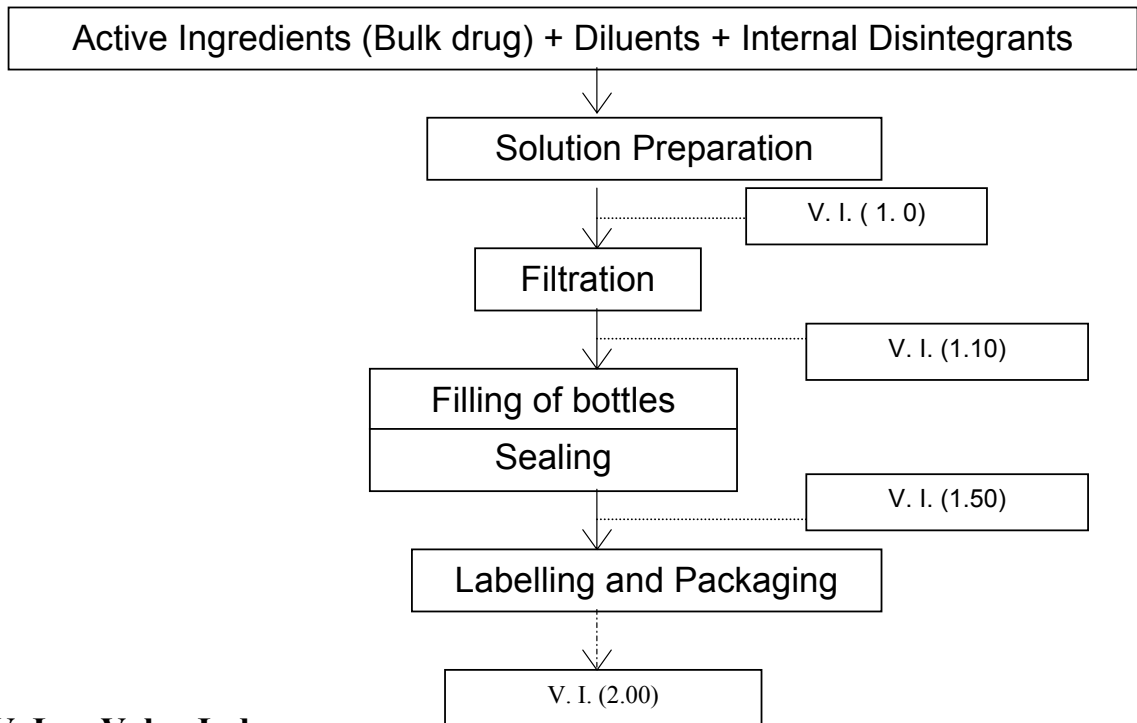 Active Ingredients (Bulk drug) + Diluents + Internal Disintegrants
Solution Preparation
V. I. ( 1. 0)
Filtration
V. I. (1.10)
Filling of bottles
Sealing
V. I. (1.50)
Labelling and Packaging
V. I. (2.00)